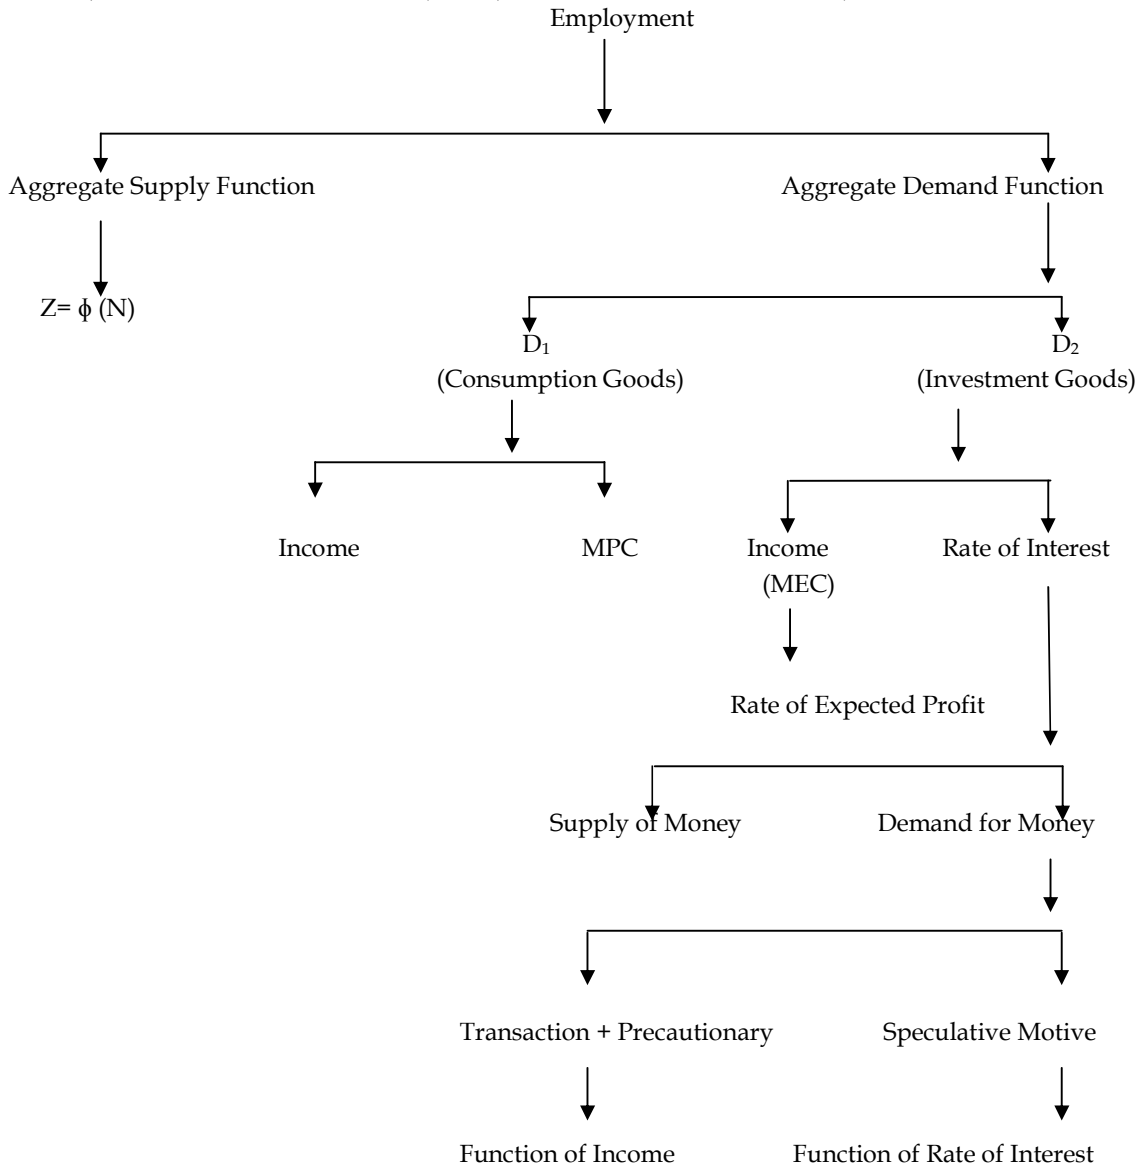 Employment
Aggregate Supply Function
Aggregate Demand Function
Z= ϕ (N)
D₁
(Consumption Goods)
D₂
(Investment Goods)
Income
MPC
Income
(MEC)
Rate of Interest
Rate of Expected Profit
Supply of Money
Demand for Money
Transaction + Precautionary
Speculative Motive
Function of Income
Function of Rate of Interest